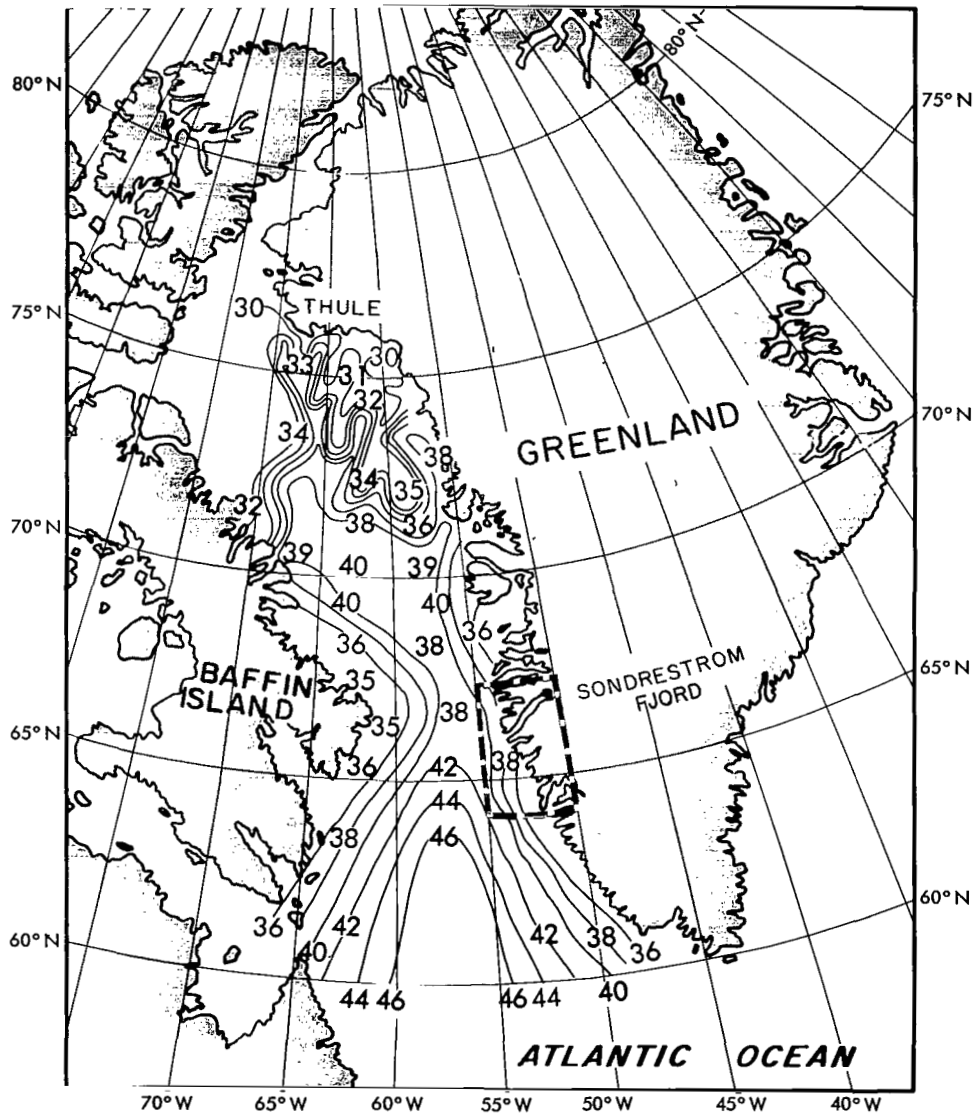 80°N
80°N
75°N
75°N
30
THULE
33
31
30
32
34
38
70°N
34
35
32
38
36
70°N
39
40
39
40
40
36
36
38
65°N
BAFFIN
ISLAND
35
SONDRESTROM
FJORD
35
38
65°N
36
42
38
44
38
46
60°N
36
42
42
38
60°N
40
36
44
46
46
44
40
ATLANTIC OCEAN
GREENLAND
70°W
65°W
60°W
55°W
50°W
45°W
40°W